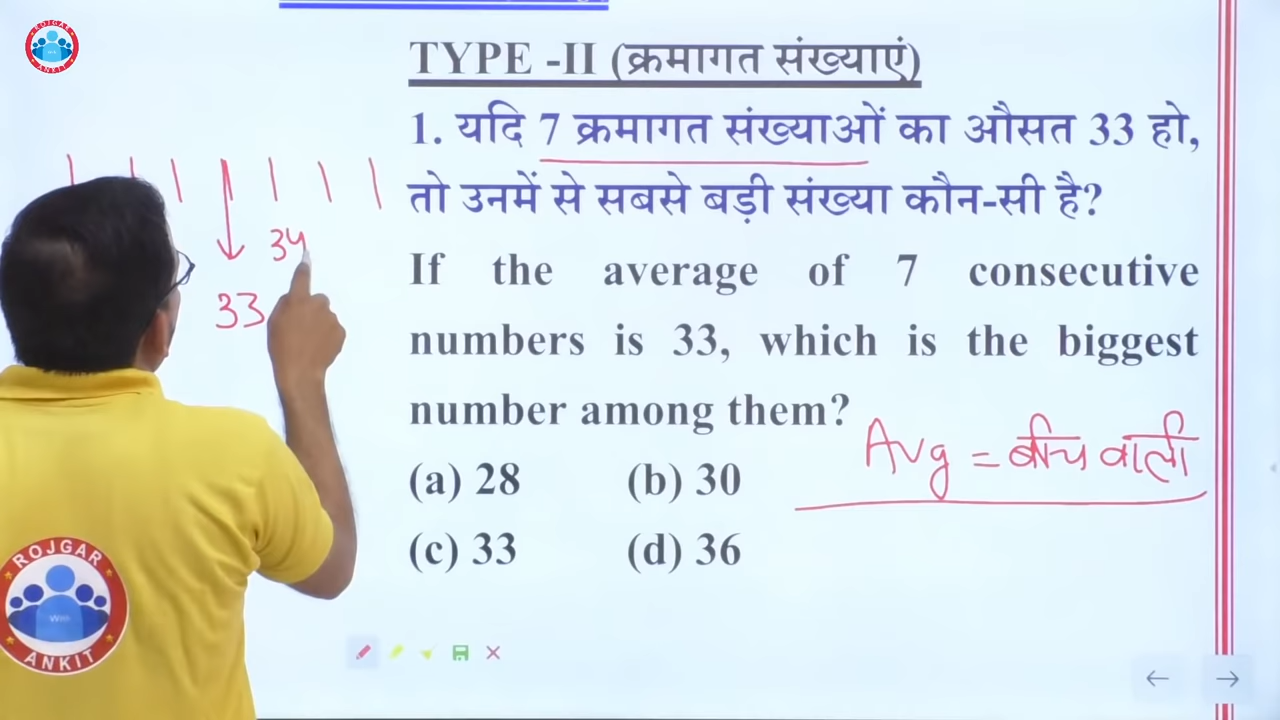 ROJGAR
ANKIT
TYPE -II (क्रमागत संख्याएं)
1. यदि 7 क्रमागत संख्याओं का औसत 33 हो,
तो उनमें से सबसे बड़ी संख्या कौन-सी है?
34
33
If the average of 7 consecutive
numbers is 33, which is the biggest
number among them?
Avg = बीच वाली
(a) 28 (b) 30
(c) 33 (d) 36
ROJGAR
ANKIT